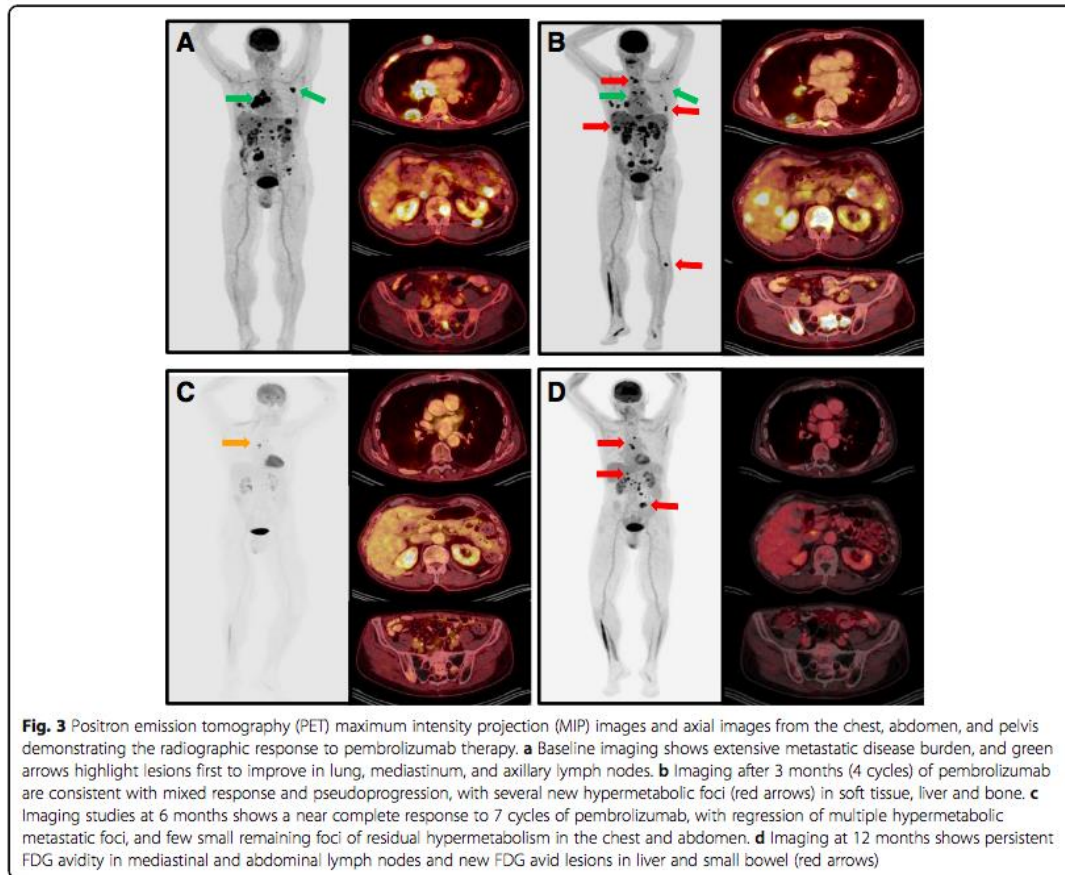 A
B
C
D
Fig. 3 Positron emission tomography (PET) maximum intensity projection (MIP) images and axial images from the chest, abdomen, and pelvis
demonstrating the radiographic response to pembrolizumab therapy. a Baseline imaging shows extensive metastatic disease burden, and green
arrows highlight lesions first to improve in lung, mediastinum, and axillary lymph nodes. b Imaging after 3 months (4 cycles) of pembrolizumab
are consistent with mixed response and pseudoprogression, with several new hypermetabolic foci (red arrows) in soft tissue, liver and bone. c
Imaging studies at 6 months shows a near complete response to 7 cycles of pembrolizumab, with regression of multiple hypermetabolic
metastatic foci, and few small remaining foci of residual hypermetabolism in the chest and abdomen. d Imaging at 12 months shows persistent
FDG avidity in mediastinal and abdominal lymph nodes and new FDG avid lesions in liver and small bowel (red arrows)